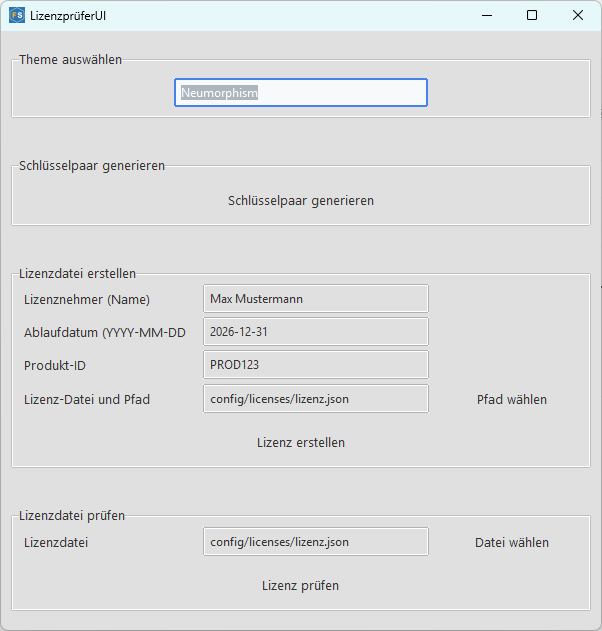 FS LizenzprüferUI
Theme auswählen
Neumorphism
Schlüsselpaar generieren
Schlüsselpaar generieren
Lizenzdatei erstellen
Lizenznehmer (Name) Max Mustermann
Ablaufdatum (YYYY-MM-DD 2026-12-31
Produkt-ID PROD123
Lizenz-Datei und Pfad config/licenses/lizenz.json Pfad wählen
Lizenz erstellen
Lizenzdatei prüfen
Lizenzdatei config/licenses/lizenz.json Datei wählen
Lizenz prüfen